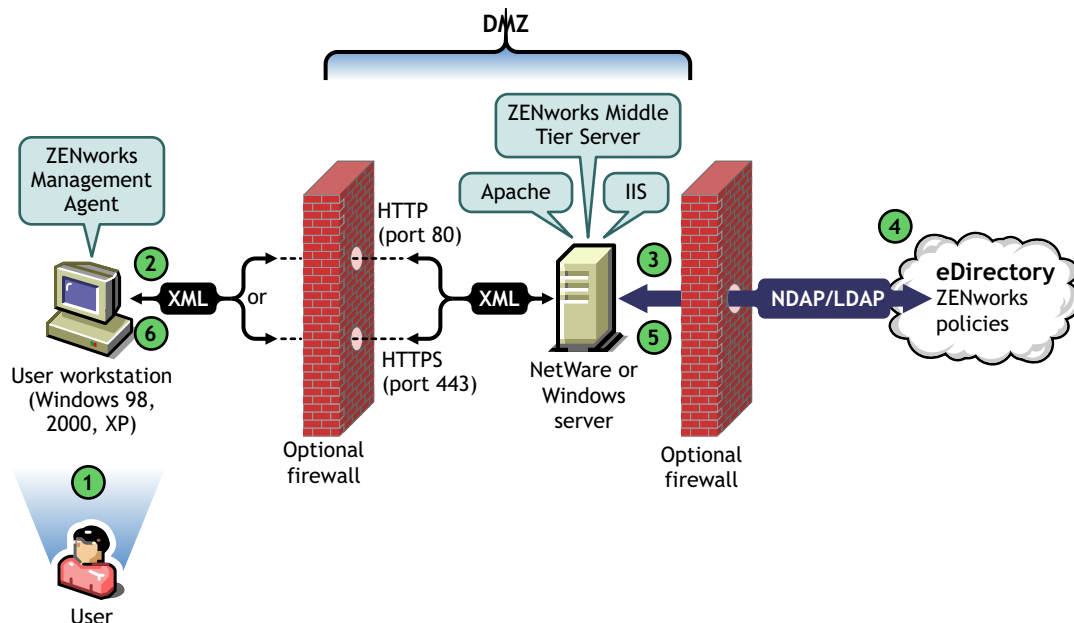 DMZ
ZENworks Middle
Tier Server
ZENworks
Management
Agent
Apache
IIS
HTTP
(port 80)
2
3
4
XML
or
XML
NDAP/LDAP
eDirectory
ZENworks
policies
6
5
HTTPS
(port 443)
User workstation
(Windows 98,
2000, XP)
NetWare or
Windows
server
Optional
firewall
Optional
firewall
1
User